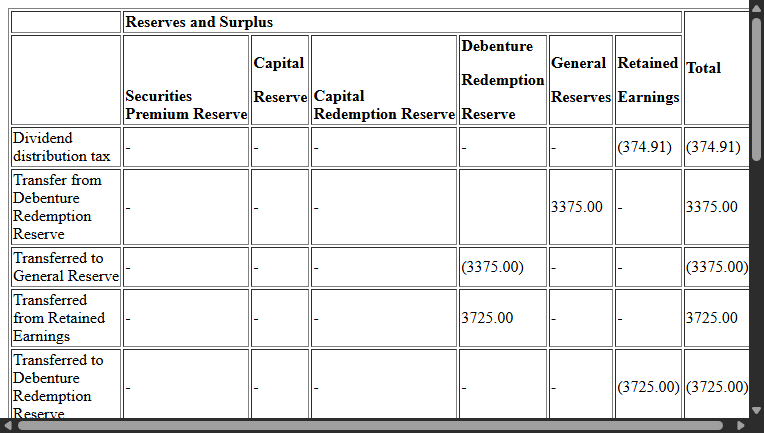 Reserves and Surplus
Securities Premium Reserve Capital Reserve Capital Redemption Reserve Debenture Redemption Reserve General Reserves Retained Earnings Total
Dividend distribution tax - - - - - (374.91) (374.91)
Transfer from Debenture Redemption Reserve - - - 3375.00 - 3375.00
Transferred to General Reserve - - - (3375.00) - - (3375.00)
Transferred from Retained Earnings - - - 3725.00 - - 3725.00
Transferred to Debenture Redemption Reserve - - - - - (3725.00) (3725.00)